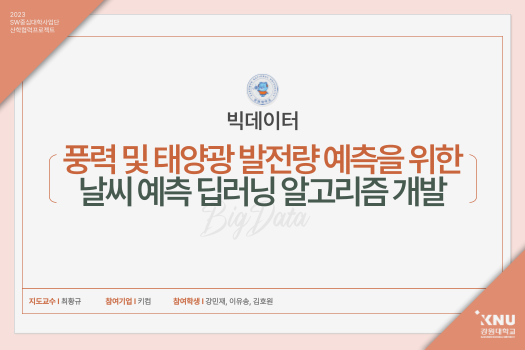 2023
SW중심대학사업단
산학협력프로젝트
빅데이터
풍력 및 태양광 발전량 예측을 위한
날씨 예측 딥러닝 알고리즘 개발
Big Data
지도교수 I 최황규
참여기업 I 키컴
참여학생 I 강민재, 이유승, 김호원
KNU
강원대학교